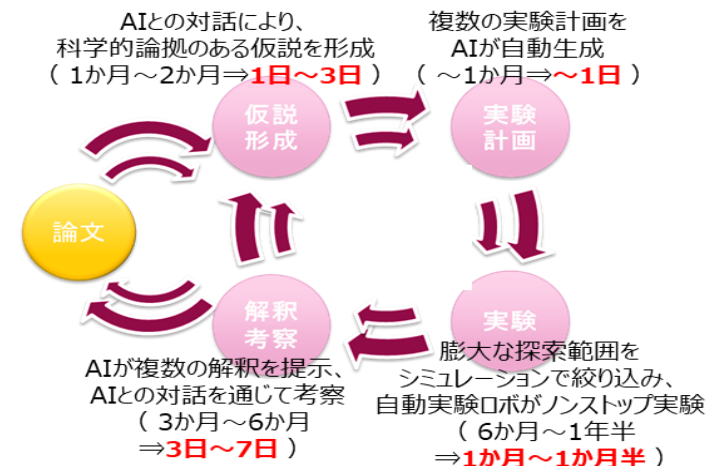 AIとの対話により、
科学的論拠のある仮説を形成
（ 1か月～2か月⇒1日～3日 ）
複数の実験計画を
AIが自動生成
（ ～1か月⇒～1日 ）
仮説
形成
実験
計画
論文
解釈
考察
実験
AIが複数の解釈を提示、
AIとの対話を通じて考察
（ 3か月～6か月
⇒3日～7日 ）
膨大な探索範囲を
シミュレーションで絞り込み、
自動実験ロボがノンストップ実験
（ 6か月～1年半
⇒1か月～1か月半 ）